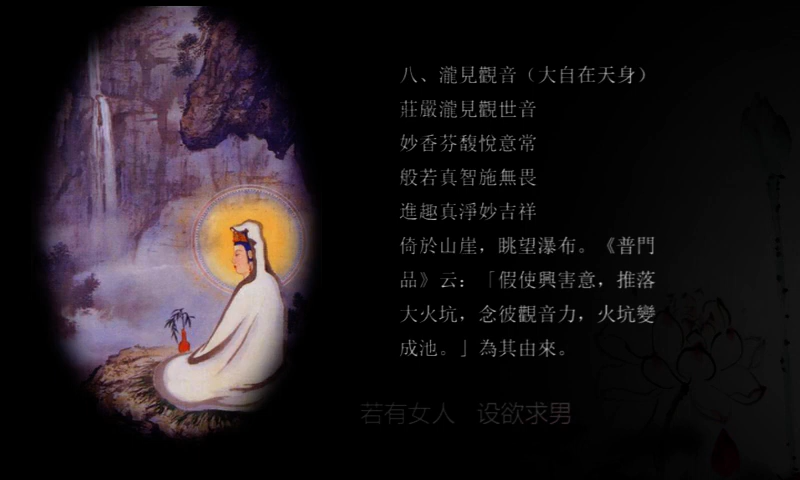 八、瀧見觀音（大自在天身）
莊嚴瀧見觀世音
妙香芬馥悅意常
般若真智施無畏
進趣真淨妙吉祥
倚於山崖，眺望瀑布。《普門
品》云：「假使興害意，推落
大火坑，念彼觀音力，火坑變
成池。」為其由來。
若有女人　设欲求男